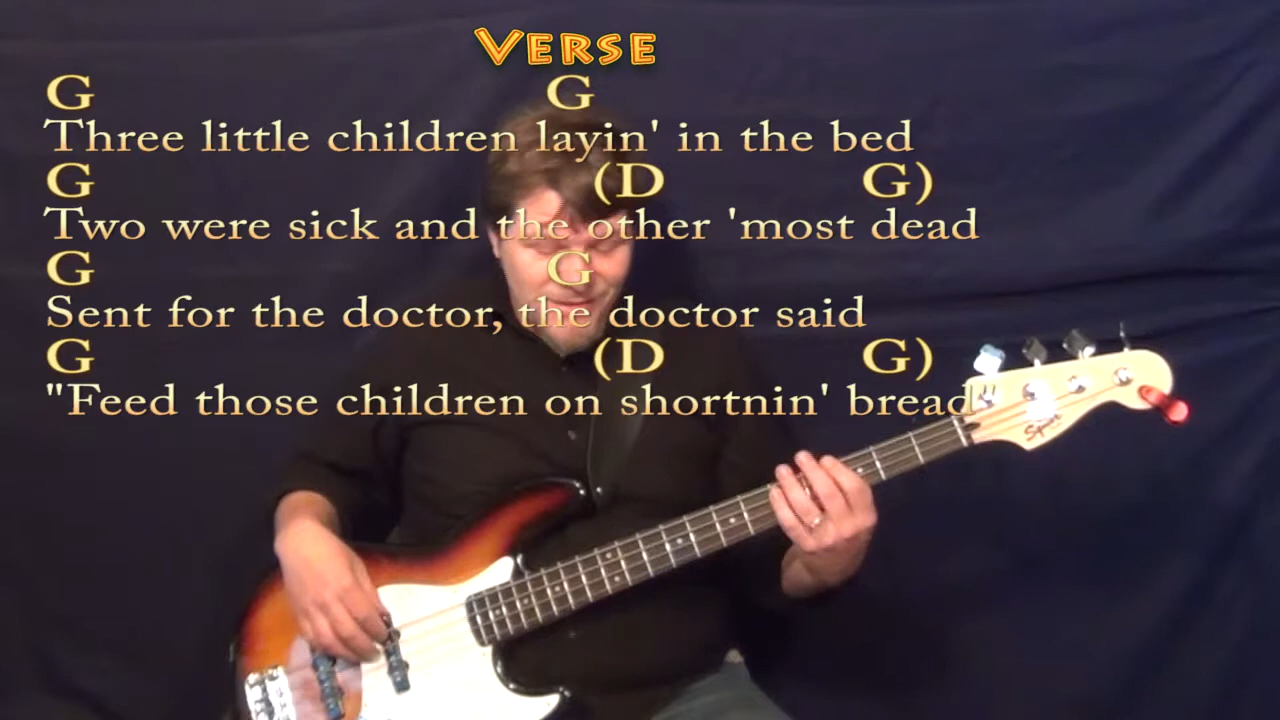 VERSE
G G
Three little children layin' in the bed
G (D G)
Two were sick and the other 'most dead
G G
Sent for the doctor, the doctor said
G (D G)
"Feed those children on shortnin' bread"
Squier